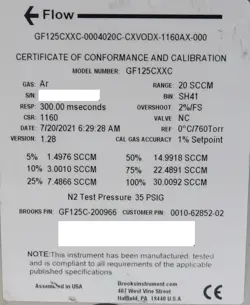 Flow
GF125CXXC-0004020C-CXVODX-1160AX-000
CERTIFICATE OF CONFORMANCE AND CALIBRATION
MODEL NUMBER: GF125CXXC
GAS: Ar RANGE: 20 SCCM
S/N: BIN: SH41
RESP: 300.00 mseconds OVERSHOOT: 2%/FS
CSR: 1160 VALVE: NC
DATE: 7/20/2021 6:29:28 AM REF: 0°C/760Torr
VERSION: 1.28 CAL GAS ACCURACY: 1% Setpoint
5% 1.4976 SCCM 50% 14.9918 SCCM
10% 3.0010 SCCM 75% 22.4891 SCCM
25% 7.4866 SCCM 100% 30.0092 SCCM
N2 Test Pressure 35 PSIG
BROOKS P/N: GF125C-200966 CUSTOMER P/N: 0010-62852-02
NOTE: This instrument has been manufactured, tested
and is compliant to all requirements of the applicable
published specifications
Assembled in USA
BrooksInstrument.com
407 West Vine Street
Hatfield, PA 19440 U.S.A